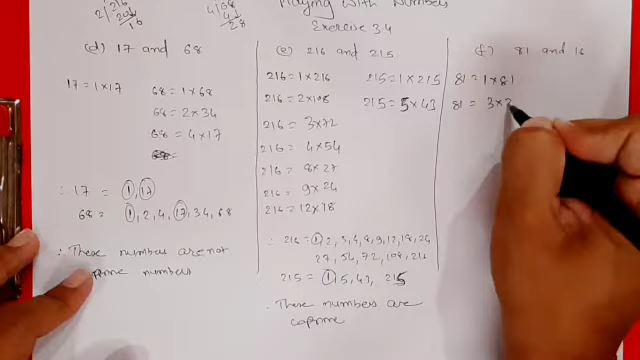 Playing With Numbers
Exercise 3.4
(d) 17 and 68
17 = 1×17
68 = 1×68
68 = 2×34
68 = 4×17
∴ 17 = 1, 17
68 = 1, 2, 4, 17, 34, 68
∴ These numbers are not
prime numbers
(e) 216 and 215
216 = 1×216
216 = 2×108
216 = 3×72
216 = 4×54
216 = 8×27
216 = 9×24
216 = 12×18
215 = 1×215
215 = 5×43
∴ 216 = 1, 2, 3, 4, 8, 9, 12, 18, 24
27, 54, 72, 108, 216
215 = 1, 5, 43, 215
∴ These numbers are
coprime
(f) 81 and 16
81 = 1×81
81 = 3×2